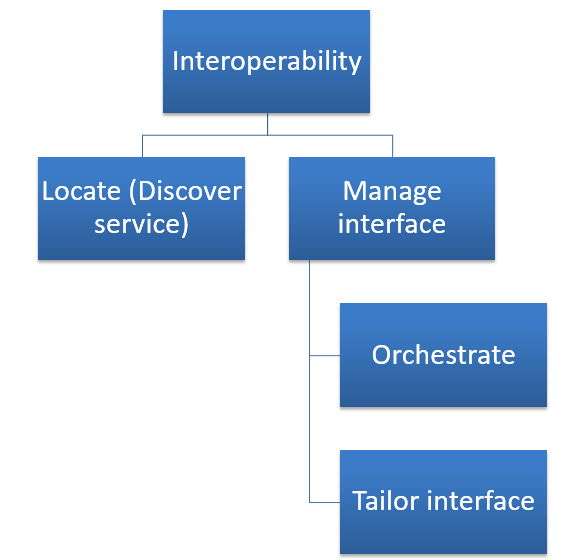 Interoperability
Locate (Discover
service)
Manage
interface
Orchestrate
Tailor interface